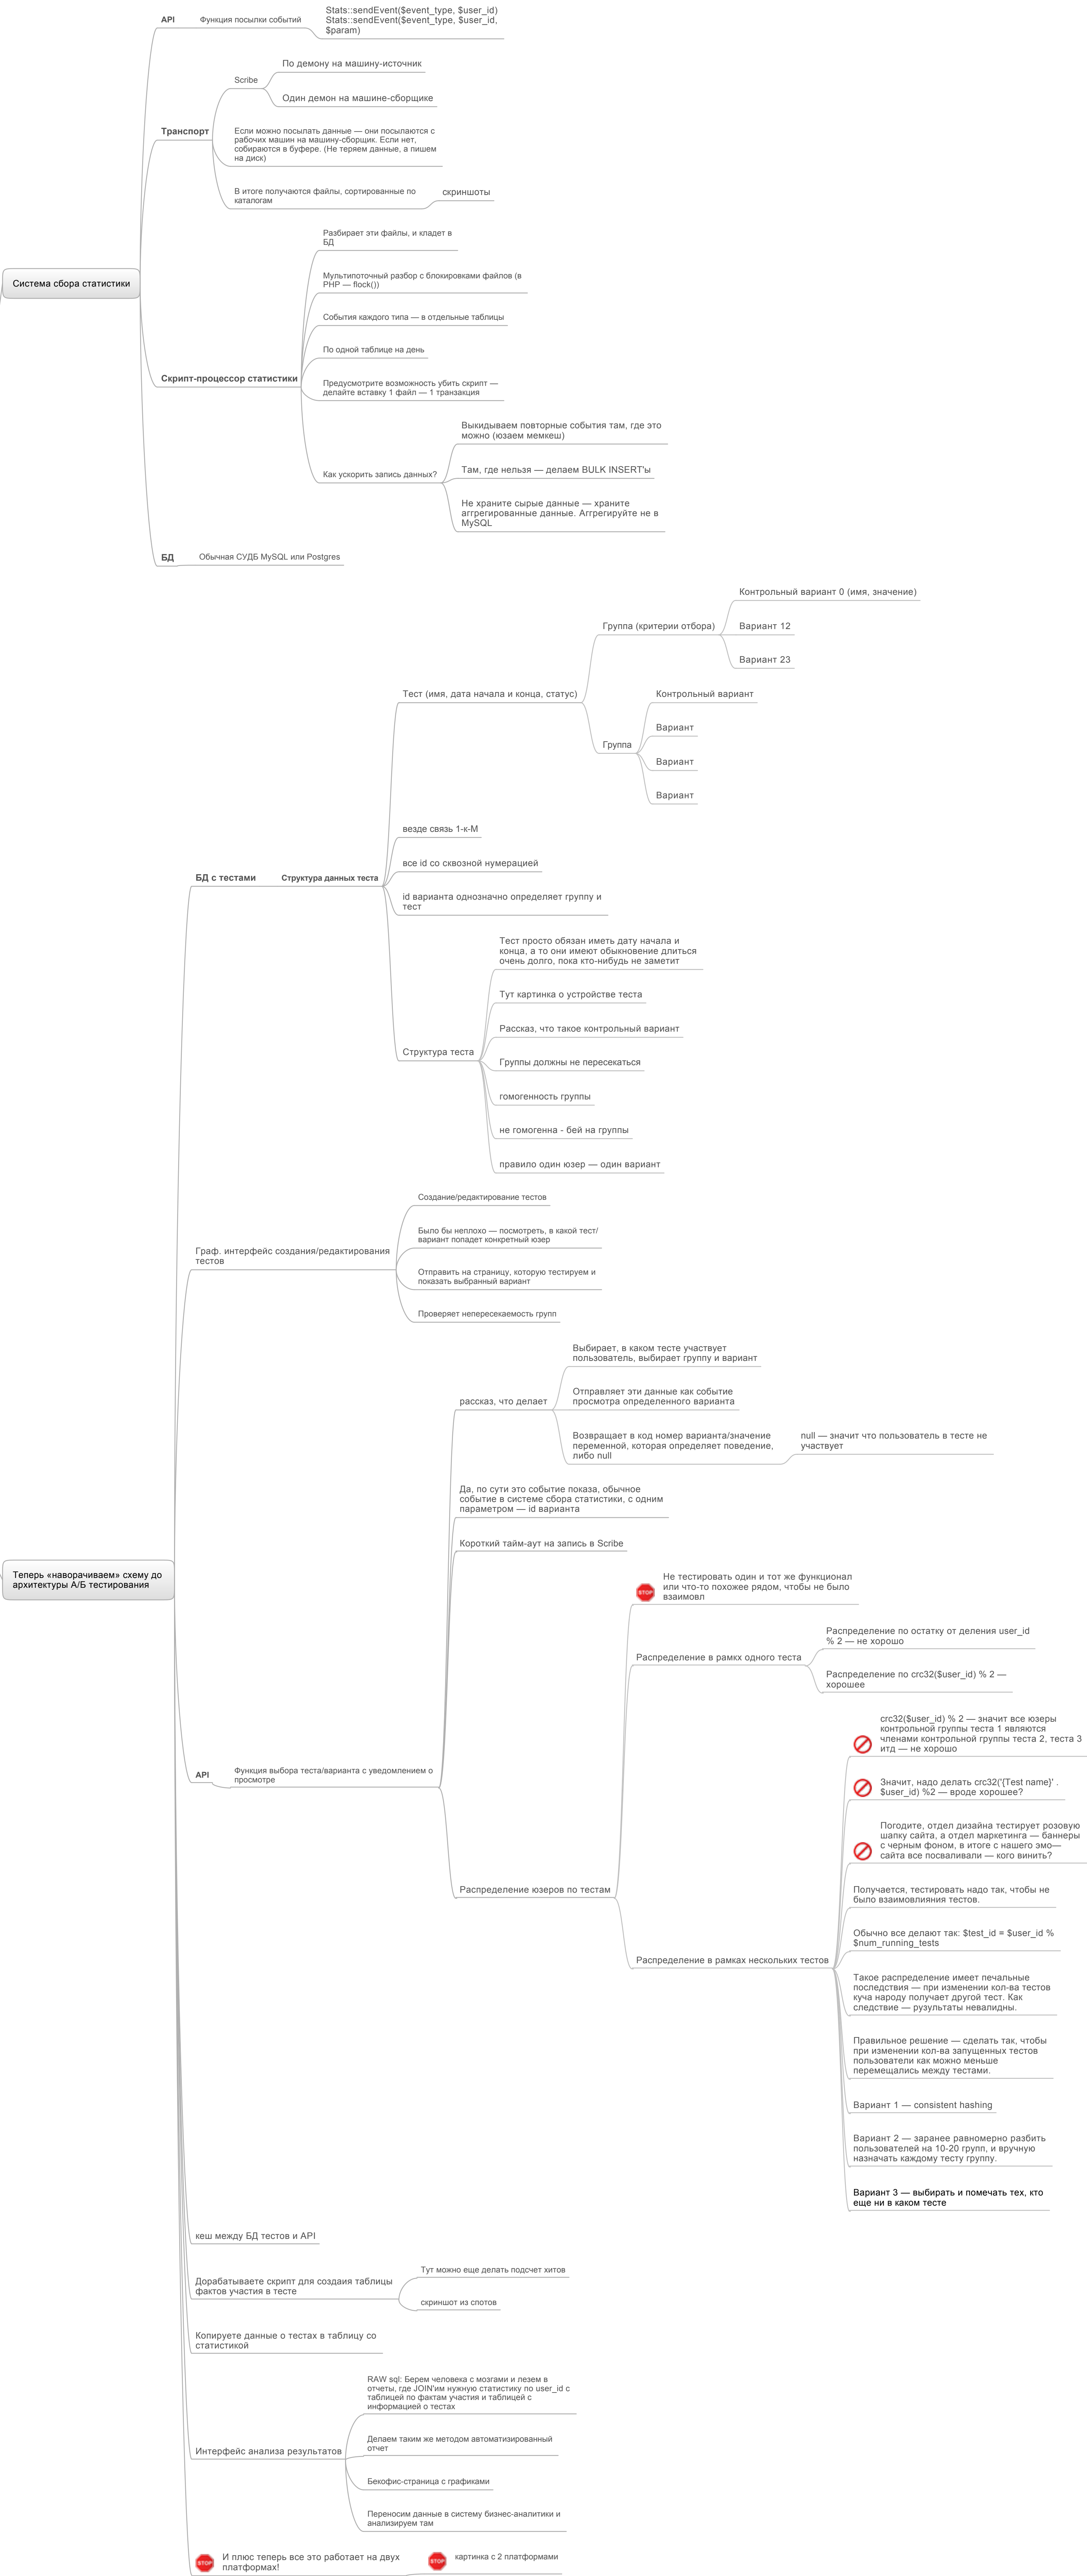 API
Функция посылки событий
Stats::sendEvent($event_type, $user_id)
Stats::sendEvent($event_type, $user_id,
$param)
Транспорт
Scribe
По демону на машину-источник
Один демон на машине-сборщике
Если можно посылать данные — они посылаются с
рабочих машин на машину-сборщик. Если нет,
собираются в буфере. (Не теряем данные, а пишем
на диск)
В итоге получаются файлы, сортированные по
каталогам
скриншоты
Система сбора статистики
Скрипт-процессор статистики
Разбирает эти файлы, и кладет в
БД
Мультипоточный разбор с блокировками файлов (в
PHP — flock())
События каждого типа — в отдельные таблицы
По одной таблице на день
Предусмотрите возможность убить скрипт —
делайте вставку 1 файл — 1 транзакция
Как ускорить запись данных?
Выкидываем повторные события там, где это
можно (юзаем мемкеш)
Там, где нельзя — делаем BULK INSERT'ы
Не храните сырые данные — храните
аггрегированные данные. Аггрегируйте не в
MySQL
БД
Обычная СУДБ MySQL или Postgres
Теперь «наворачиваем» схему до
архитектуры А/Б тестирования
БД с тестами
Структура данных теста
Тест (имя, дата начала и конца, статус)
Группа (критерии отбора)
Контрольный вариант 0 (имя, значение)
Вариант 12
Вариант 23
Группа
Контрольный вариант
Вариант
Вариант
Вариант
везде связь 1-к-М
все id со сквозной нумерацией
id варианта однозначно определяет группу и
тест
Структура теста
Тест просто обязан иметь дату начала и
конца, а то они имеют обыкновение длиться
очень долго, пока кто-нибудь не заметит
Тут картинка о устройстве теста
Рассказ, что такое контрольный вариант
Группы должны не пересекаться
гомогенность группы
не гомогенна - бей на группы
правило один юзер — один вариант
Граф. интерфейс создания/редактирования
тестов
Создание/редактирование тестов
Было бы неплохо — посмотреть, в какой тест/
вариант попадет конкретный юзер
Отправить на страницу, которую тестируем и
показать выбранный вариант
Проверяет непересекаемость групп
API
Функция выбора теста/варианта с уведомлением о
просмотре
рассказ, что делает
Выбирает, в каком тесте участвует
пользователь, выбирает группу и вариант
Отправляет эти данные как событие
просмотра определенного варианта
Возвращает в код номер варианта/значение
переменной, которая определяет поведение,
либо null
null — значит что пользователь в тесте не
участвует
Да, по сути это событие показа, обычное
событие в системе сбора статистики, с одним
параметром — id варианта
Короткий тайм-аут на запись в Scribe
Распределение юзеров по тестам
STOP
Не тестировать один и тот же функционал
или что-то похожее рядом, чтобы не было
взаимовл
Распределение в рамкх одного теста
Распределение по остатку от деления user_id
% 2 — не хорошо
Распределение по crc32($user_id) % 2 —
хорошее
Распределение в рамках нескольких тестов
crc32($user_id) % 2 — значит все юзеры
контрольной группы теста 1 являются
членами контрольной группы теста 2, теста 3
итд — не хорошо
Значит, надо делать crc32('{Test name}' .
$user_id) %2 — вроде хорошее?
Погодите, отдел дизайна тестирует розовую
шапку сайта, а отдел маркетинга — баннеры
с черным фоном, в итоге с нашего эмо—
сайта все посваливали — кого винить?
Получается, тестировать надо так, чтобы не
было взаимовлияния тестов.
Обычно все делают так: $test_id = $user_id %
$num_running_tests
Такое распределение имеет печальные
последствия — при изменении кол-ва тестов
куча народу получает другой тест. Как
следствие — рузультаты невалидны.
Правильное решение — сделать так, чтобы
при изменении кол-ва запущенных тестов
пользователи как можно меньше
перемещались между тестами.
Вариант 1 — consistent hashing
Вариант 2 — заранее равномерно разбить
пользователей на 10-20 групп, и вручную
назначать каждому тесту группу.
Вариант 3 — выбирать и помечать тех, кто
еще ни в каком тесте
кеш между БД тестов и API
Дорабатываете скрипт для создаия таблицы
фактов участия в тесте
Тут можно еще делать подсчет хитов
скриншот из спотов
Копируете данные о тестах в таблицу со
статистикой
Интерфейс анализа результатов
RAW sql: Берем человека с мозгами и лезем в
отчеты, где JOIN'им нужную статистику по user_id с
таблицей по фактам участия и таблицей с
информацией о тестах
Делаем таким же методом автоматизированный
отчет
Бекофис-страница с графиками
Переносим данные в систему бизнес-аналитики и
анализируем там
STOP
И плюс теперь все это работает на двух
платформах!
STOP
картинка с 2 платформами